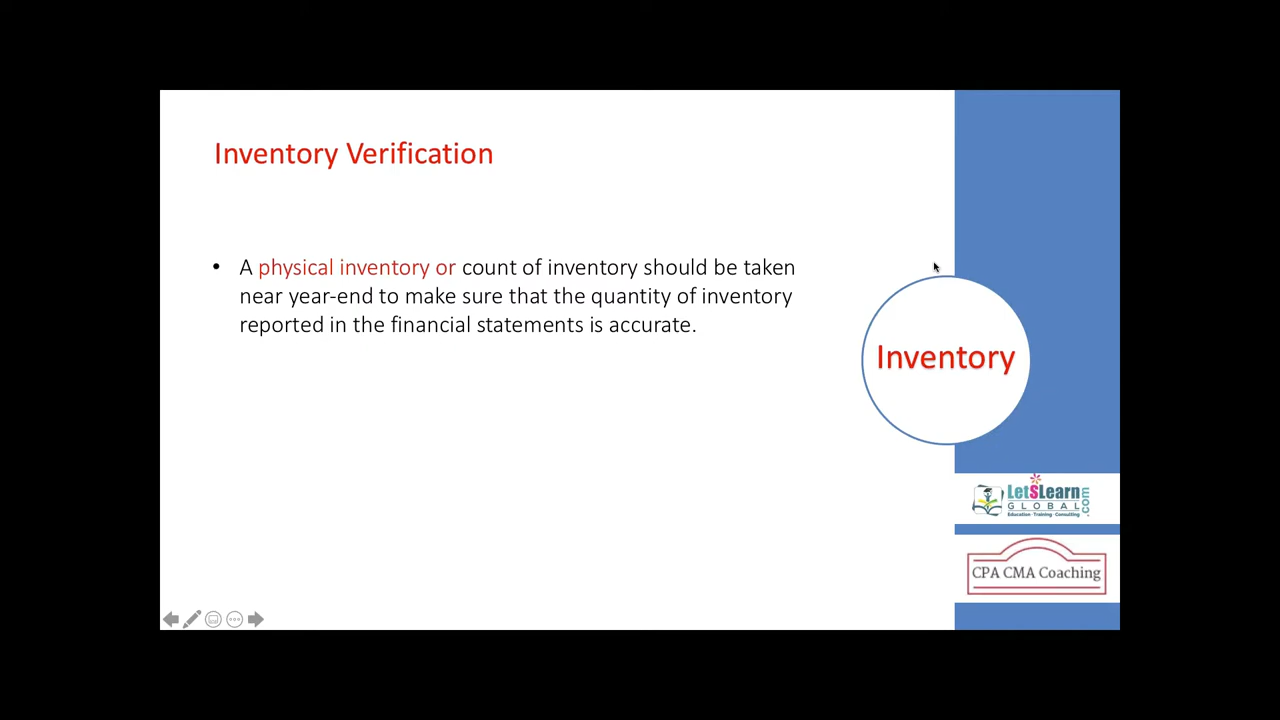 Inventory Verification
• A physical inventory or count of inventory should be taken
near year-end to make sure that the quantity of inventory
reported in the financial statements is accurate.
Inventory
LetSLearn
GLOBAL
.com
Education - Training - Consulting
CPA CMA Coaching